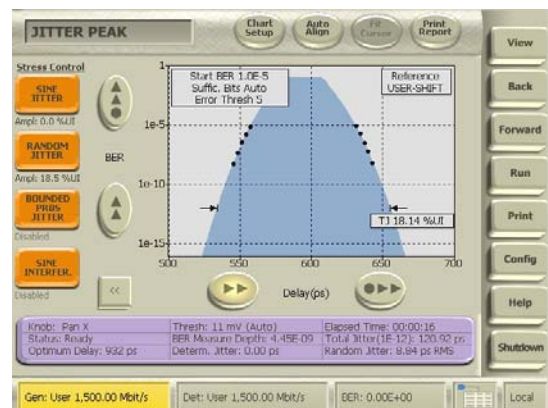 JITTER PEAK
Chart Setup
Auto Align
Fit Cursor
Print Report
View
Back
Forward
Run
Print
Config
Help
Shutdown
Stress Control
SINE JITTER
Ampl: 0.0 %UI
RANDOM JITTER
Ampl: 18.5 %UI
BOUNDED PRBS JITTER
Disabled
SINE INTERFER.
Disabled
<<
BER
1
1e-5
1e-10
1e-15
Start BER 1.0E-5
Suffic. Bits Auto
Error Thresh 5
Reference
USER-SHIFT
TJ 18.14 %UI
500
550
600
650
700
Delay(ps)
Knob: Pan X
Status: Ready
Optimum Delay: 932 ps
Thresh: 11 mV (Auto)
BER Measure Depth: 4.45E-09
Determ. Jitter: 0.00 ps
Elapsed Time: 00:00:16
Total Jitter(1E-12): 120.92 ps
Random Jitter: 8.84 ps RMS
Gen: User 1,500.00 Mbit/s
Det: User 1,500.00 Mbit/s
BER: 0.00E+00
Local